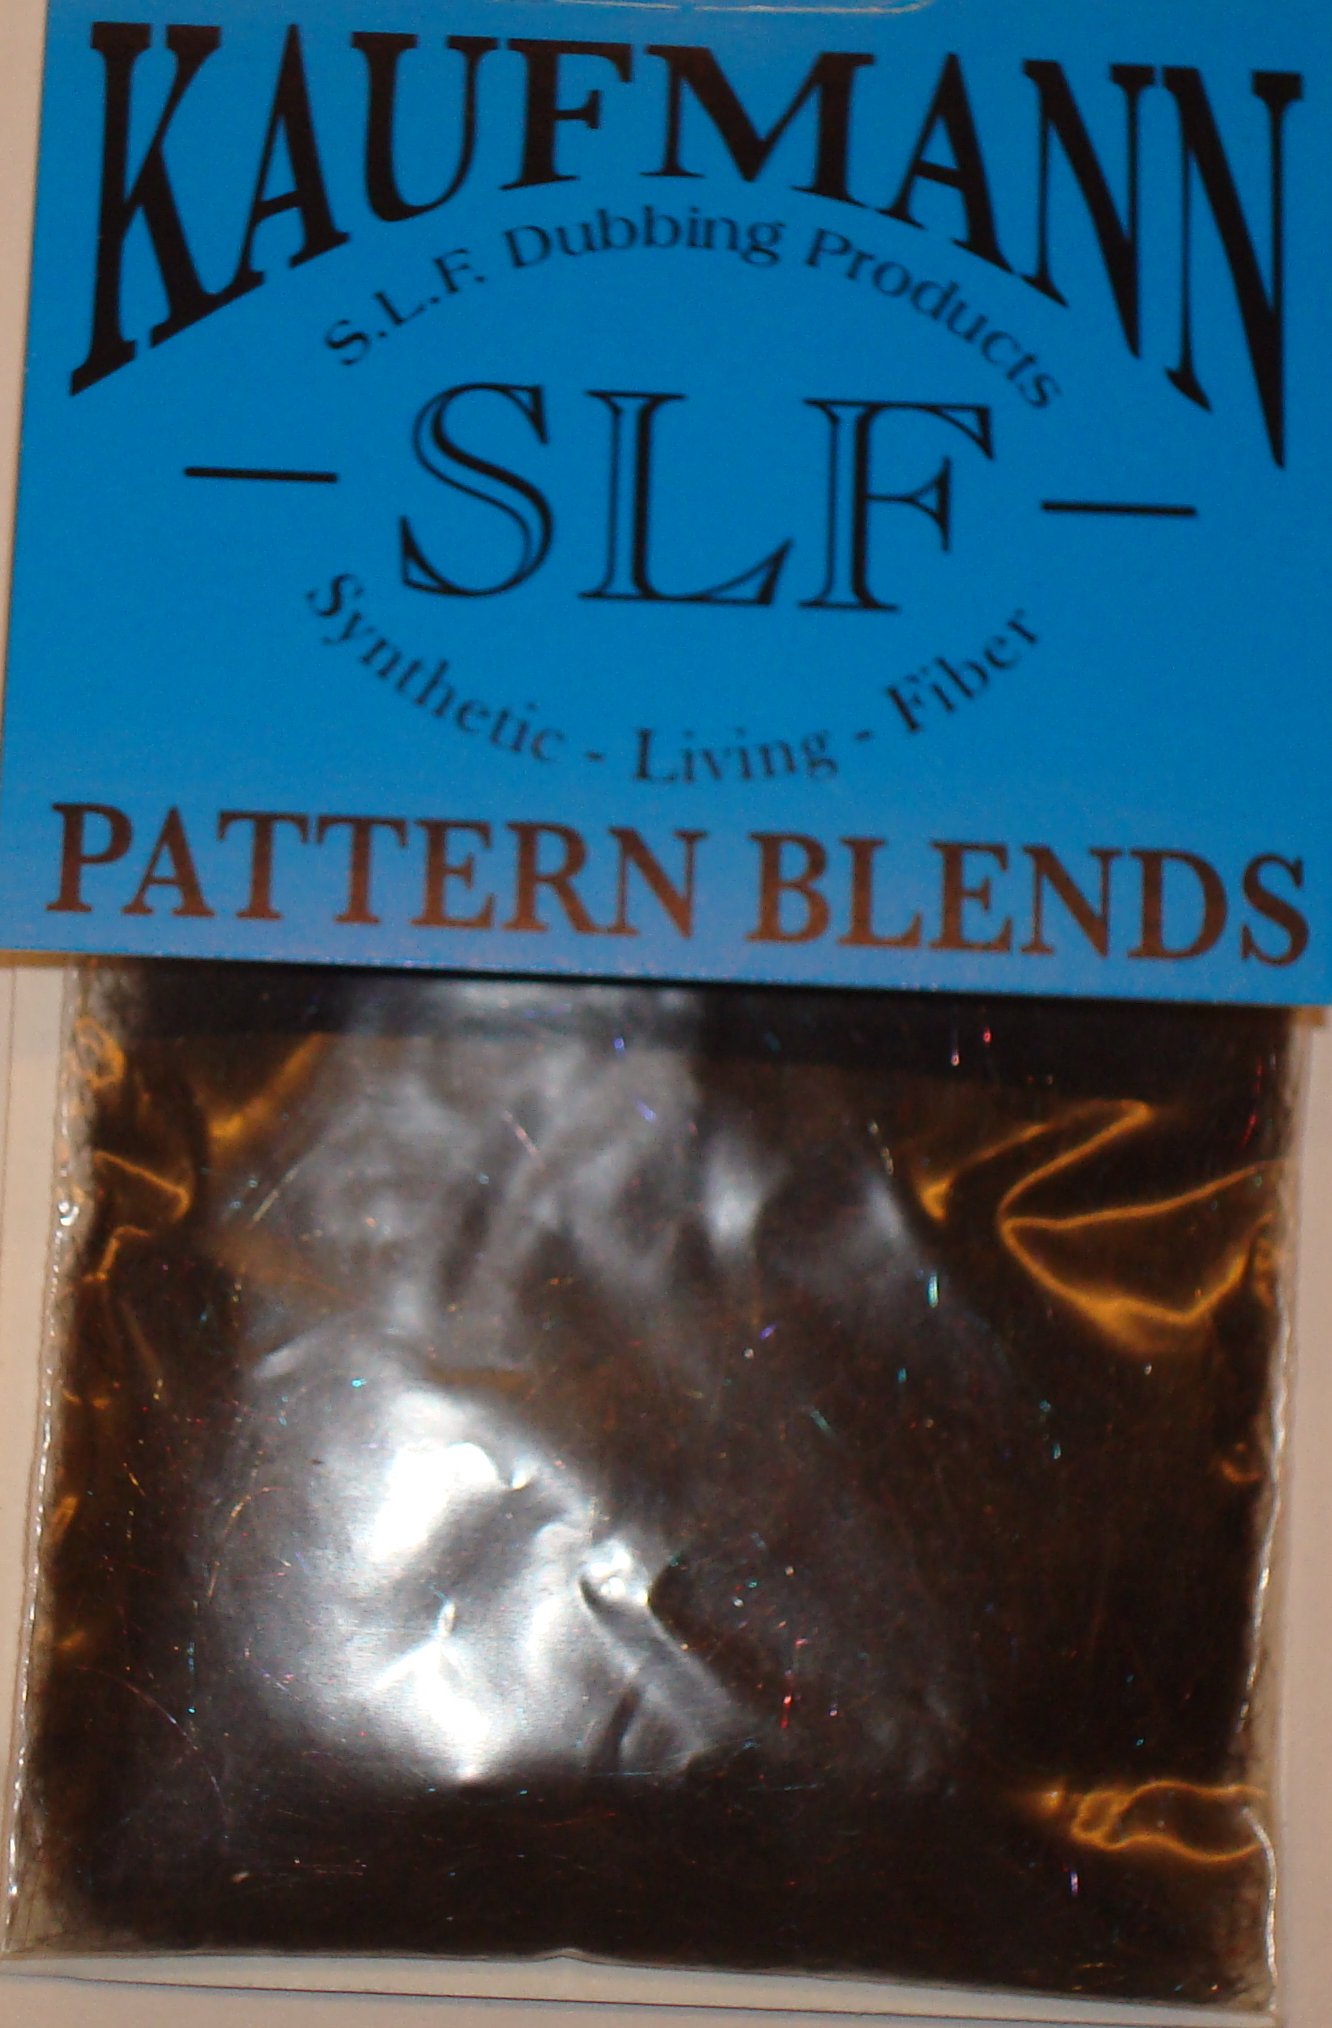 KAUFMANN
S.L.F. Dubbing Products
— SLF —
Synthetic - Living - Fiber
PATTERN BLENDS